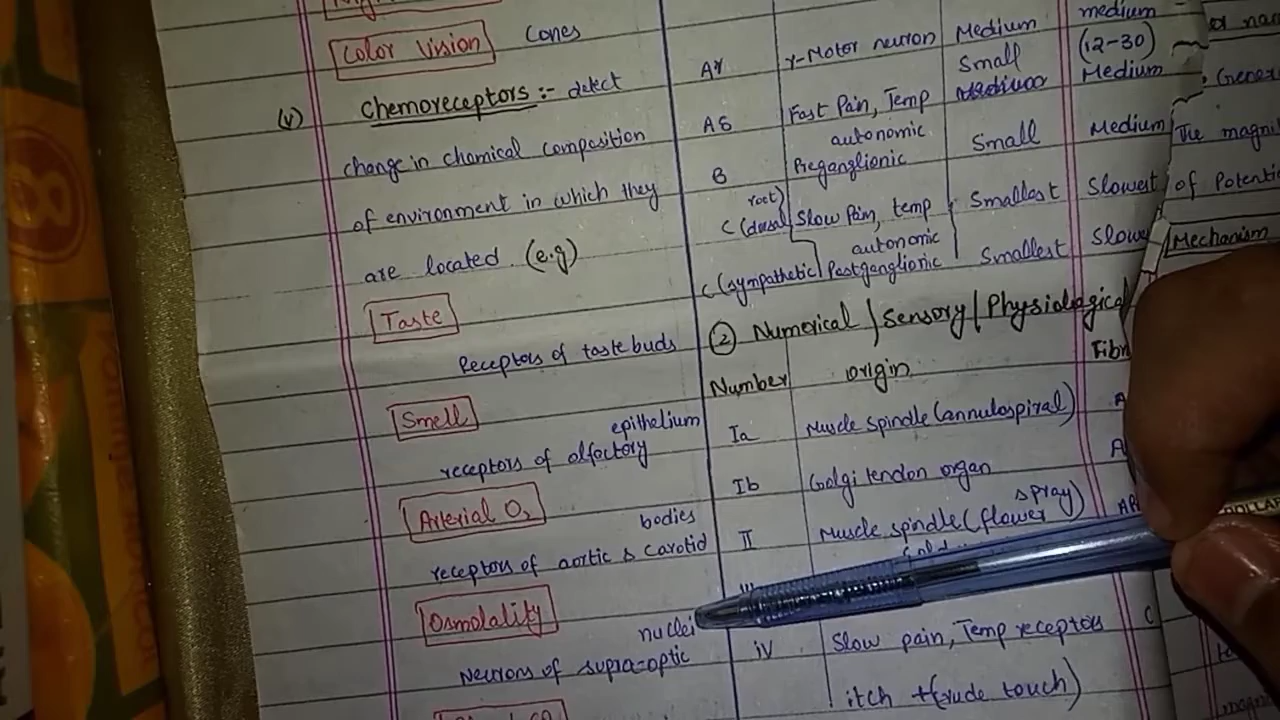 Color Vision cones
(v) Chemoreceptors:- detect
change in chemical composition
of environment in which they
are located (e.g)
Taste
Receptors of taste buds
Smell
epithelium
receptors of olfactory
Arterial O2
bodies
receptors of aortic & carotid
Osmolality
nuclei
Neurons of supra-optic
medium
Aγ γ-Motor neuron Medium (12-30)
Small
Aδ Fast Pain, Temp Medium Medium
autonomic
B Preganglionic Small Medium
root)
C (dorsal Slow Pain, temp Smallest Slowest
autonomic
C (sympathetic) Postganglionic Smallest Slowe
② Numerical / Sensory / Physiological
Number origin Fibr
Ia Muscle spindle (annulospiral) A
Ib Golgi tendon organ A
II Muscle spindle (flower spray)
III
iv Slow pain, Temp receptors C
itch + (crude touch)
The magni
of Potenti
Mechanism